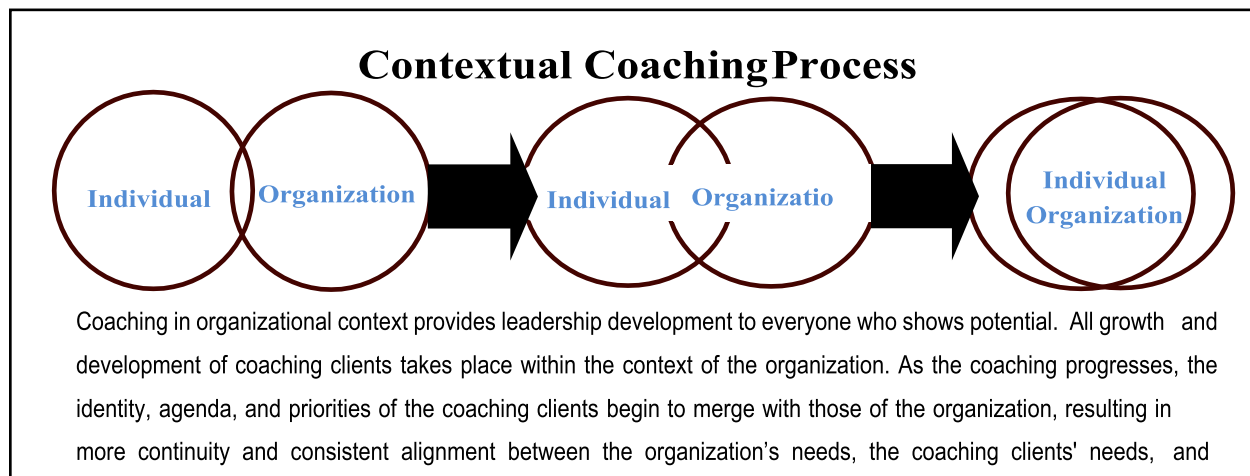 Contextual Coaching Process
Individual
Organization
Individual
Organizatio
Individual
Organization
Coaching in organizational context provides leadership development to everyone who shows potential. All growth and
development of coaching clients takes place within the context of the organization. As the coaching progresses, the
identity, agenda, and priorities of the coaching clients begin to merge with those of the organization, resulting in
more continuity and consistent alignment between the organization’s needs, the coaching clients' needs, and